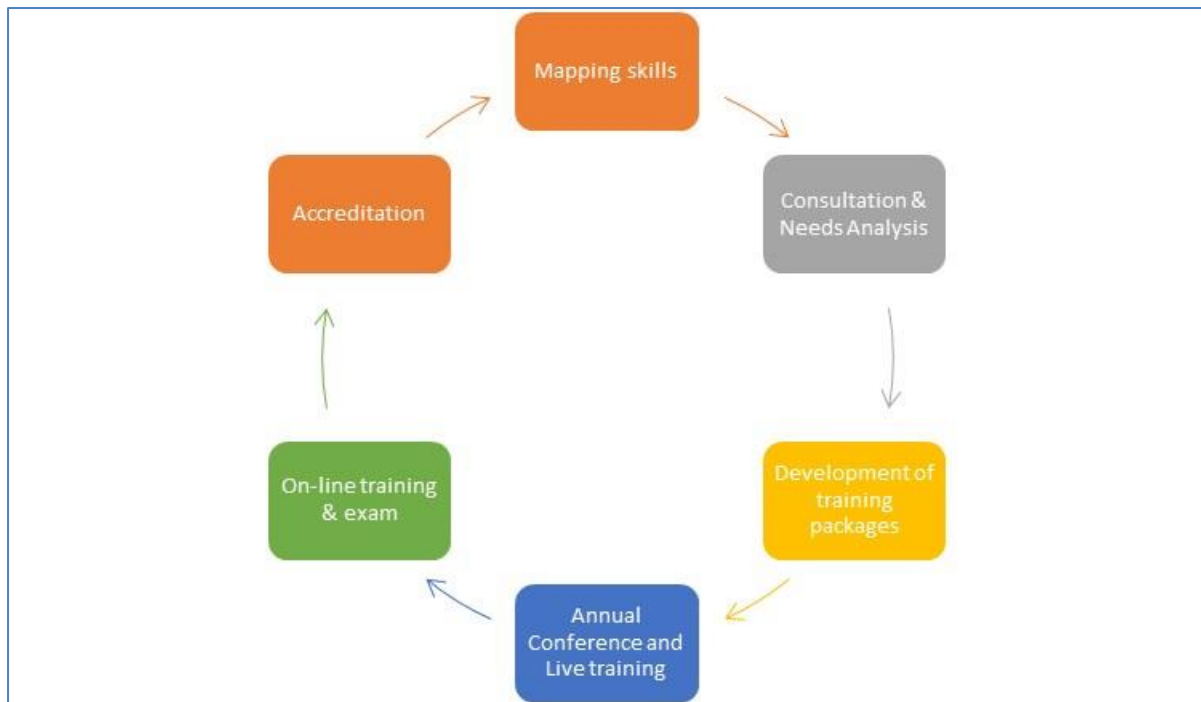 Mapping skills
Consultation &
Needs Analysis
Development of
training
packages
Annual
Conference and
Live training
On-line training
& exam
Accreditation